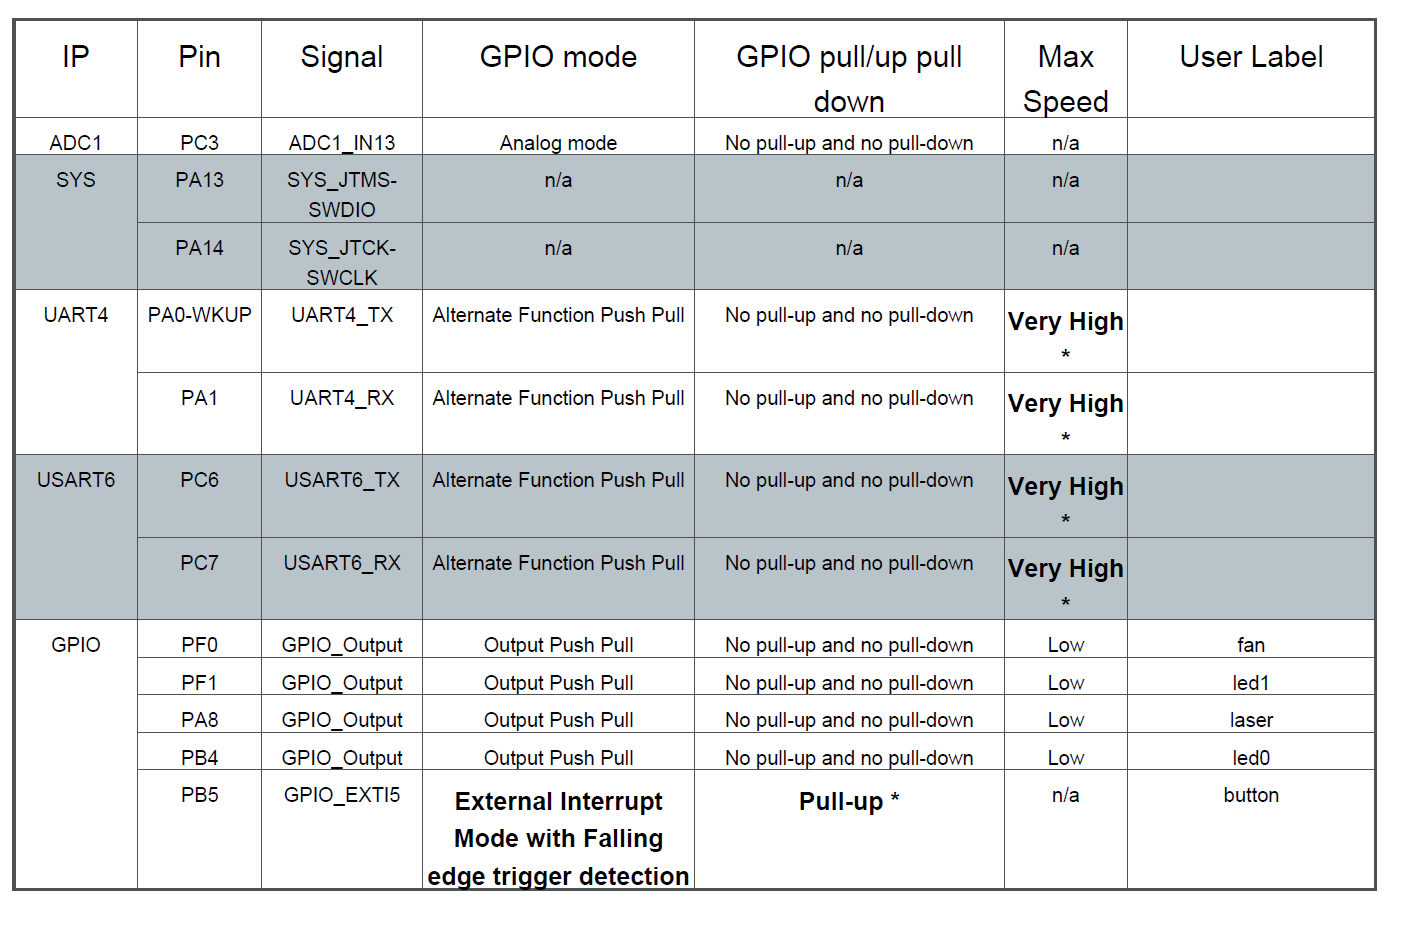 IP Pin Signal GPIO mode GPIO pull/up pull Max User Label
down Speed
ADC1 PC3 ADC1_IN13 Analog mode No pull-up and no pull-down n/a
SYS PA13 SYS_JTMS- n/a n/a n/a
SWDIO
PA14 SYS_JTCK- n/a n/a n/a
SWCLK
UART4 PA0-WKUP UART4_TX Alternate Function Push Pull No pull-up and no pull-down Very High
*
PA1 UART4_RX Alternate Function Push Pull No pull-up and no pull-down Very High
*
USART6 PC6 USART6_TX Alternate Function Push Pull No pull-up and no pull-down Very High
*
PC7 USART6_RX Alternate Function Push Pull No pull-up and no pull-down Very High
*
GPIO PF0 GPIO_Output Output Push Pull No pull-up and no pull-down Low fan
PF1 GPIO_Output Output Push Pull No pull-up and no pull-down Low led1
PA8 GPIO_Output Output Push Pull No pull-up and no pull-down Low laser
PB4 GPIO_Output Output Push Pull No pull-up and no pull-down Low led0
PB5 GPIO_EXTI5 External Interrupt Pull-up * n/a button
Mode with Falling
edge trigger detection